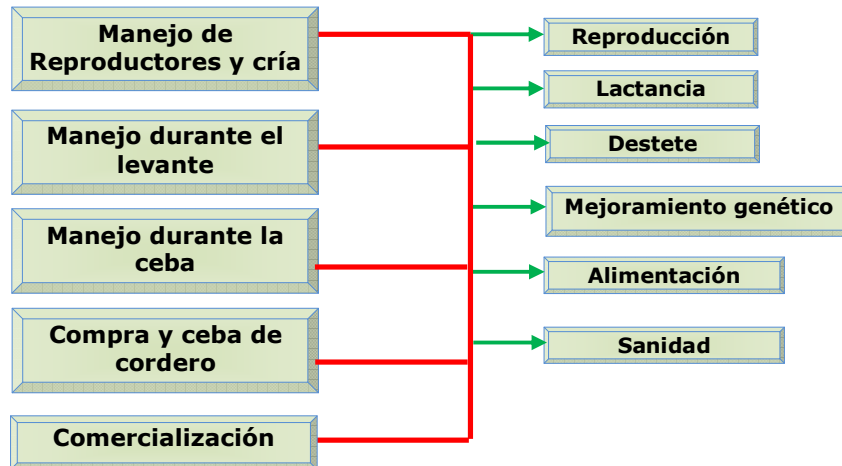 Manejo de
Reproductores y cría
Manejo durante el
levante
Manejo durante la
ceba
Compra y ceba de
cordero
Comercialización
Reproducción
Lactancia
Destete
Mejoramiento genético
Alimentación
Sanidad